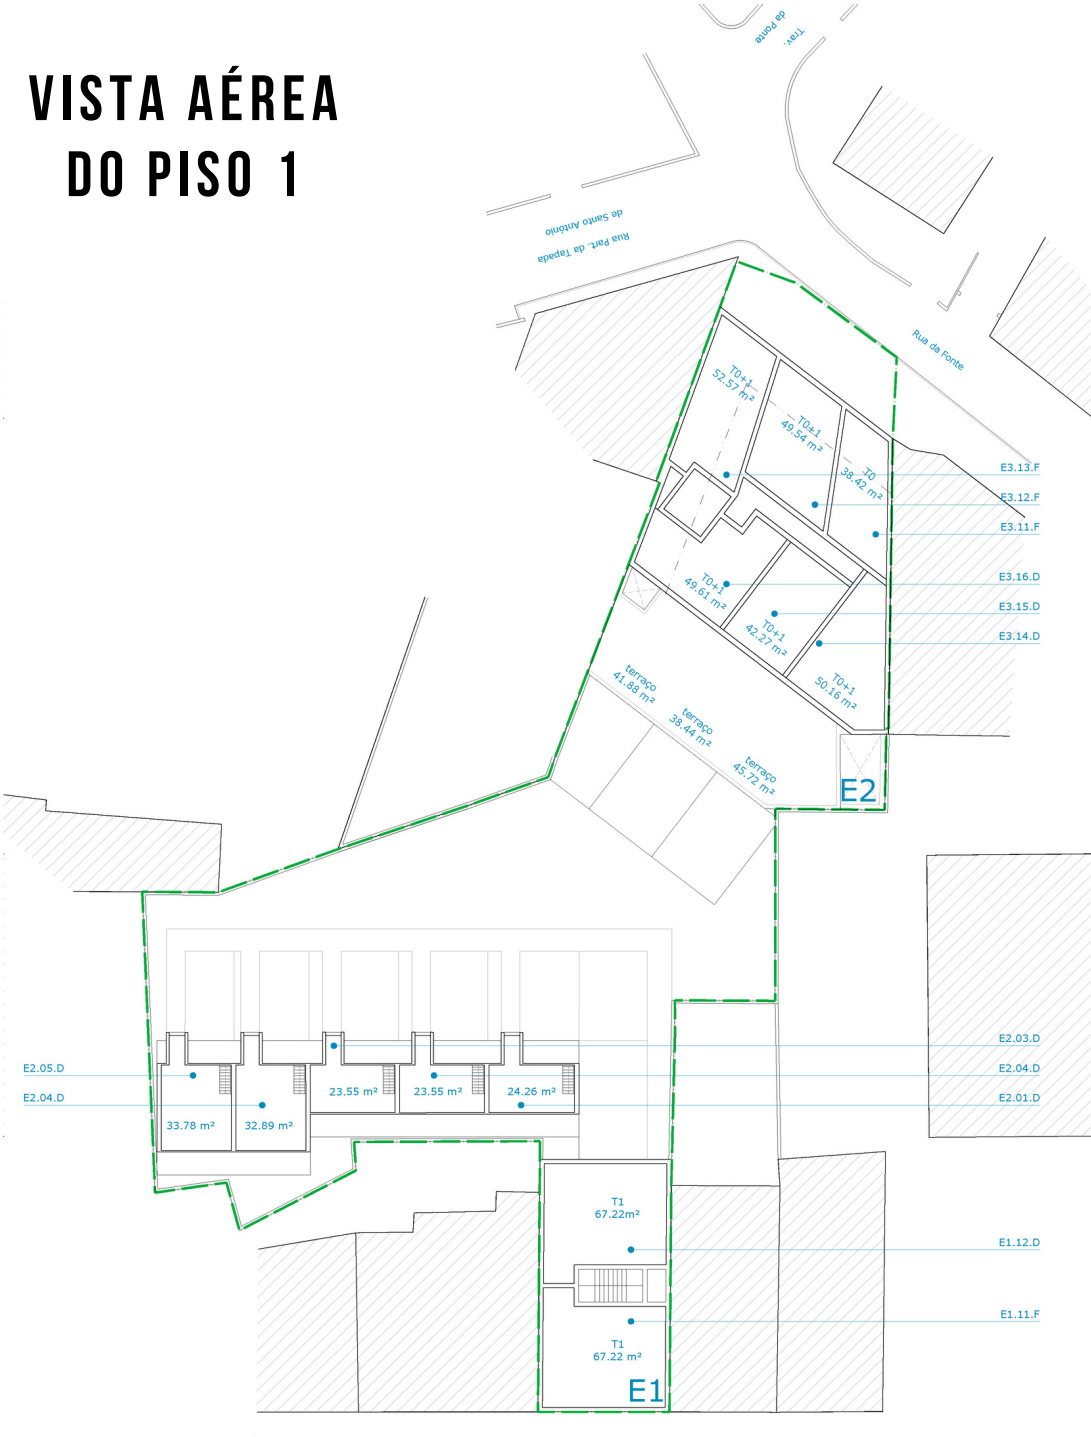 VISTA AÉREA
DO PISO 1
Trav.
da Ponte
de Santo António
Rua Part. da Tapada
Rua da Fonte
T0+1
52.57 m²
T0±1
49.54 m²
T0
38.42 m²
E3.13.F
E3.12.F
E3.11.F
E3.16.D
E3.15.D
E3.14.D
T0+1
49.61 m²
T0+1
42.27 m²
T0+1
50.16 m²
terraço
41.88 m²
terraço
38.44 m²
terraço
45.72 m²
E2
E2.05.D
E2.04.D
E2.03.D
E2.04.D
E2.01.D
33.78 m²
32.89 m²
23.55 m²
23.55 m²
24.26 m²
T1
67.22m²
E1.12.D
E1.11.F
T1
67.22 m²
E1